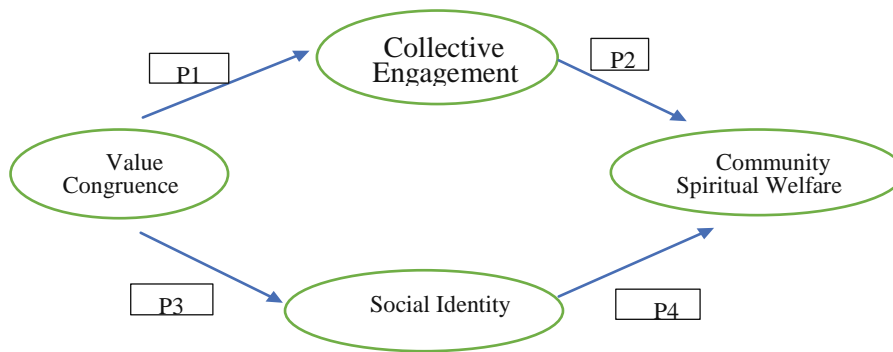 Collective
Engagement
P1
P2
Value
Congruence
Community
Spiritual Welfare
P3
Social Identity
P4